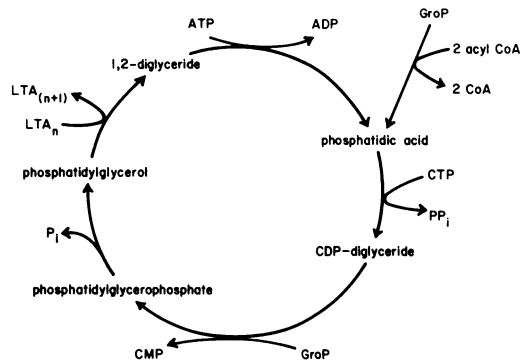 ATP
ADP
GroP
1,2-diglyceride
2 acyl CoA
2 CoA
LTA(n+1)
LTAn
phosphatidic acid
phosphatidylglycerol
CTP
PPi
Pi
CDP-diglyceride
phosphatidylglycerophosphate
CMP
GroP